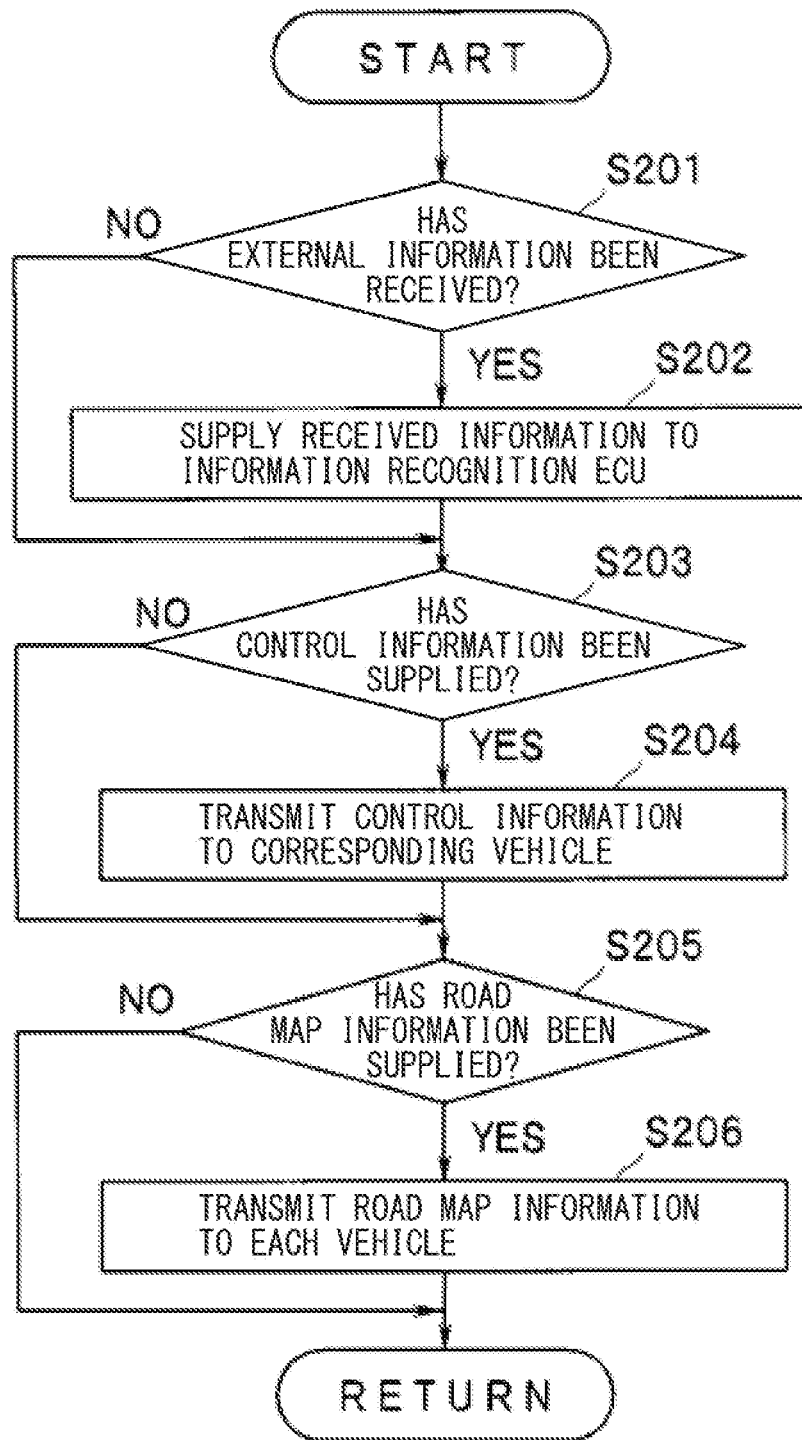 START
S201
NO
HAS
EXTERNAL INFORMATION BEEN
RECEIVED?
YES
S202
SUPPLY RECEIVED INFORMATION TO
INFORMATION RECOGNITION ECU
S203
NO
HAS
CONTROL INFORMATION BEEN
SUPPLIED?
YES
S204
TRANSMIT CONTROL INFORMATION
TO CORRESPONDING VEHICLE
S205
NO
HAS ROAD
MAP INFORMATION BEEN
SUPPLIED?
YES
S206
TRANSMIT ROAD MAP INFORMATION
TO EACH VEHICLE
RETURN